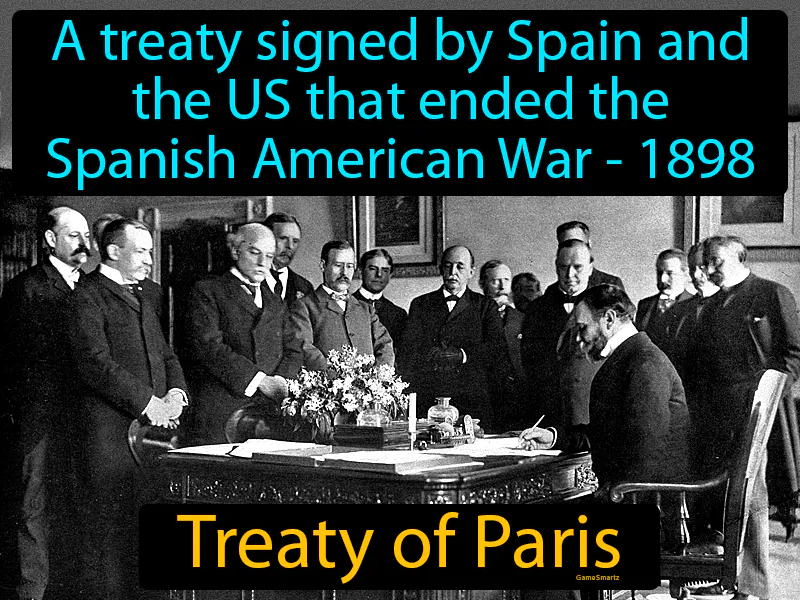 A treaty signed by Spain and
the US that ended the
Spanish American War - 1898
Treaty of Paris
GameSmartz